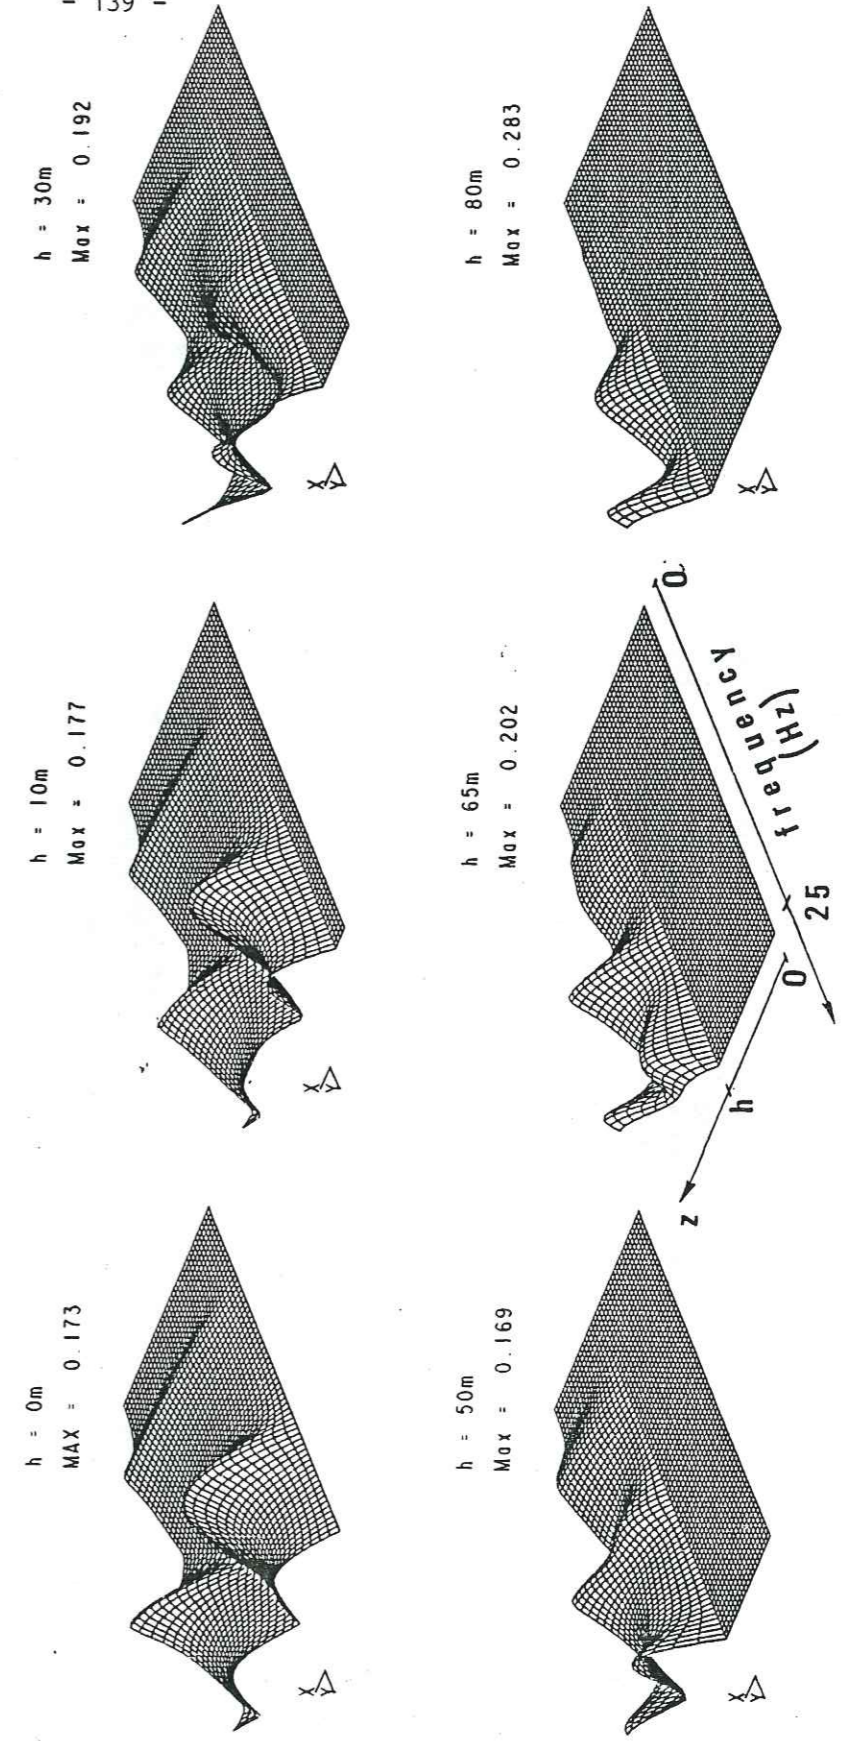 - 139 -
h = 0m
MAX = 0.173
h = 10m
Max = 0.177
h = 30m
Max = 0.192
h = 50m
Max = 0.169
h = 65m
Max = 0.202
h = 80m
Max = 0.283
X
Y
X
Y
X
Y
X
Y
X
Y
z
h
0
25
frequency
(Hz)
0